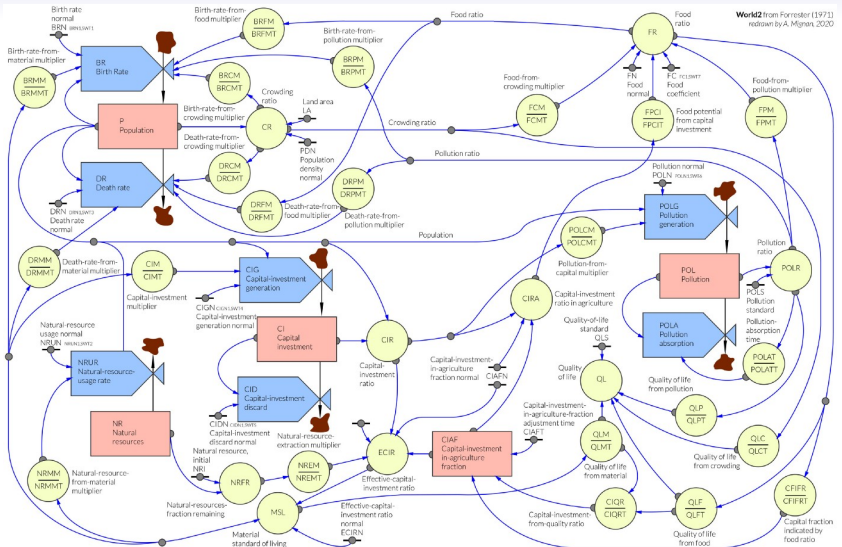 World2 from Forrester (1971)
redrawn by A. Mignan, 2020
Birth rate
normal
BRN BRN1,SWT1
Birth-rate-from-
material multiplier
BRMM
BRMMT
BR
Birth Rate
Birth-rate-from-
food multiplier
BRFM
BRFMT
Birth-rate-from-
pollution multiplier
BRPM
BRPMT
BRCM
BRCMT
Birth-rate-from-
crowding multiplier
Crowding
ratio
CR
Land area
LA
P
Population
Death-rate-from-
crowding multiplier
PDN
Population
density
normal
DRCM
DRCMT
DR
Death rate
DRN DRN1,SWT3
Death rate
normal
DRFM
DRFMT
Death-rate-from-
food multiplier
DRPM
DRPMT
Death-rate-from-
pollution multiplier
Food ratio
Crowding ratio
Pollution ratio
Population
Food
ratio
FR
FN
Food
normal
FC FC1,SWT7
Food
coefficient
Food-from-
crowding multiplier
FCM
FCMT
FPCI
FPCIT
Food potential
from capital
investment
Food-from-
pollution multiplier
FPM
FPMT
Pollution normal
POLN POLN1,SWT6
POLG
Pollution
generation
POLCM
POLCMT
Pollution-from-
capital multiplier
POL
Pollution
Pollution
ratio
POLR
POLS
Pollution
standard
POLA
Pollution
absorption
Pollution-
absorption
time
POLAT
POLATT
DRMM
DRMMT
Death-rate-from-
material multiplier
CIM
CIMT
Capital-investment
multiplier
CIG
Capital-investment
generation
CIGN CIGN1,SWT4
Capital-investment
generation normal
CI
Capital
investment
CIR
Capital-
investment
ratio
CID
Capital-investment
discard
CIDN CIDN1,SWT5
Capital-investment
discard normal
CIRA
Capital-investment
ratio in agriculture
Capital-investment-
in-agriculture
fraction normal
CIAFN
Quality-of-life
standard
QLS
Quality
of life
QL
Natural-resource
usage normal
NRUN NRUN1,SWT2
NRUR
Natural-resource-
usage rate
NR
Natural
resources
NRMM
NRMMT
Natural-resource-
from-material
multiplier
Natural resource,
initial
NRI
NRFR
Natural-resources-
fraction remaining
Natural-resource-
extraction multiplier
NREM
NREMT
ECIR
Effective-capital-
investment ratio
MSL
Material
standard of living
Effective-capital-
investment ratio
normal
ECIRN
CIAF
Capital-investment
in-agriculture
fraction
Capital-investment-
in-agriculture-fraction
adjustment time
CIAFT
QLM
QLMT
Quality of life
from material
CIQR
CIQRT
Capital-investment-
from-quality ratio
QLF
QLFT
Quality of life
from food
Quality of life
from pollution
QLP
QLPT
QLC
QLCT
Quality of life
from crowding
CFIFR
CFIFRT
Capital fraction
indicated by
food ratio